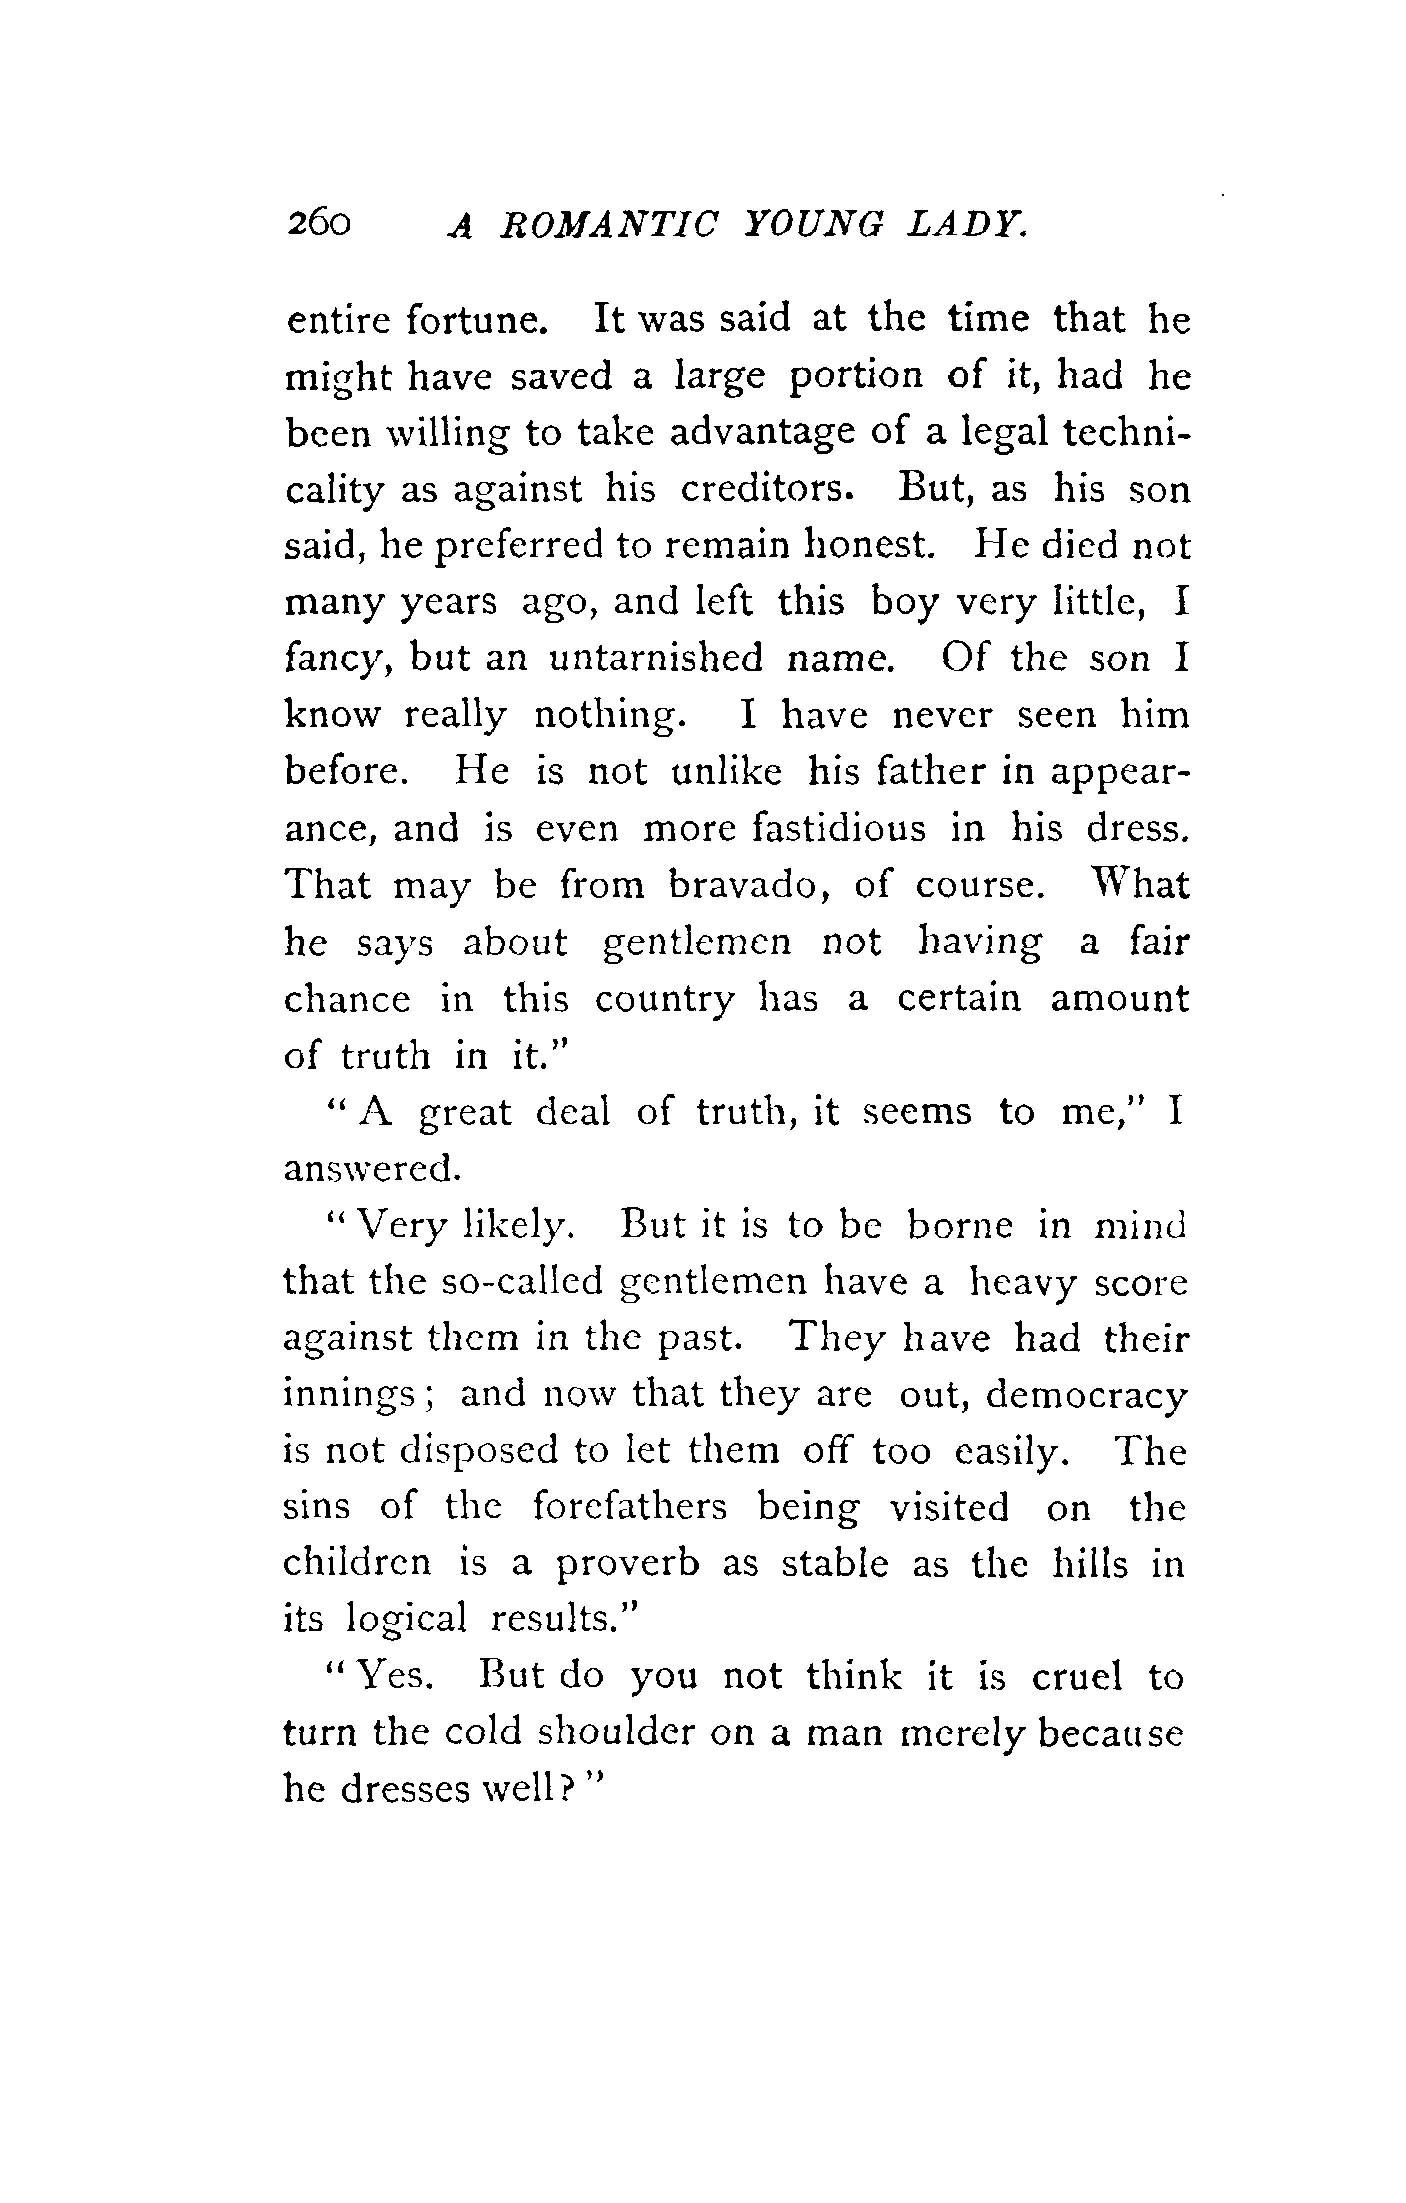 260 A ROMANTIC YOUNG LADY.
entire fortune. It was said at the time that he
might have saved a large portion of it, had he
been willing to take advantage of a legal techni-
cality as against his creditors. But, as his son
said, he preferred to remain honest. He died not
many years ago, and left this boy very little, I
fancy, but an untarnished name. Of the son I
know really nothing. I have never seen him
before. He is not unlike his father in appear-
ance, and is even more fastidious in his dress.
That may be from bravado, of course. What
he says about gentlemen not having a fair
chance in this country has a certain amount
of truth in it."
"A great deal of truth, it seems to me," I
answered.
"Very likely. But it is to be borne in mind
that the so-called gentlemen have a heavy score
against them in the past. They have had their
innings; and now that they are out, democracy
is not disposed to let them off too easily. The
sins of the forefathers being visited on the
children is a proverb as stable as the hills in
its logical results."
"Yes. But do you not think it is cruel to
turn the cold shoulder on a man merely because
he dresses well?"